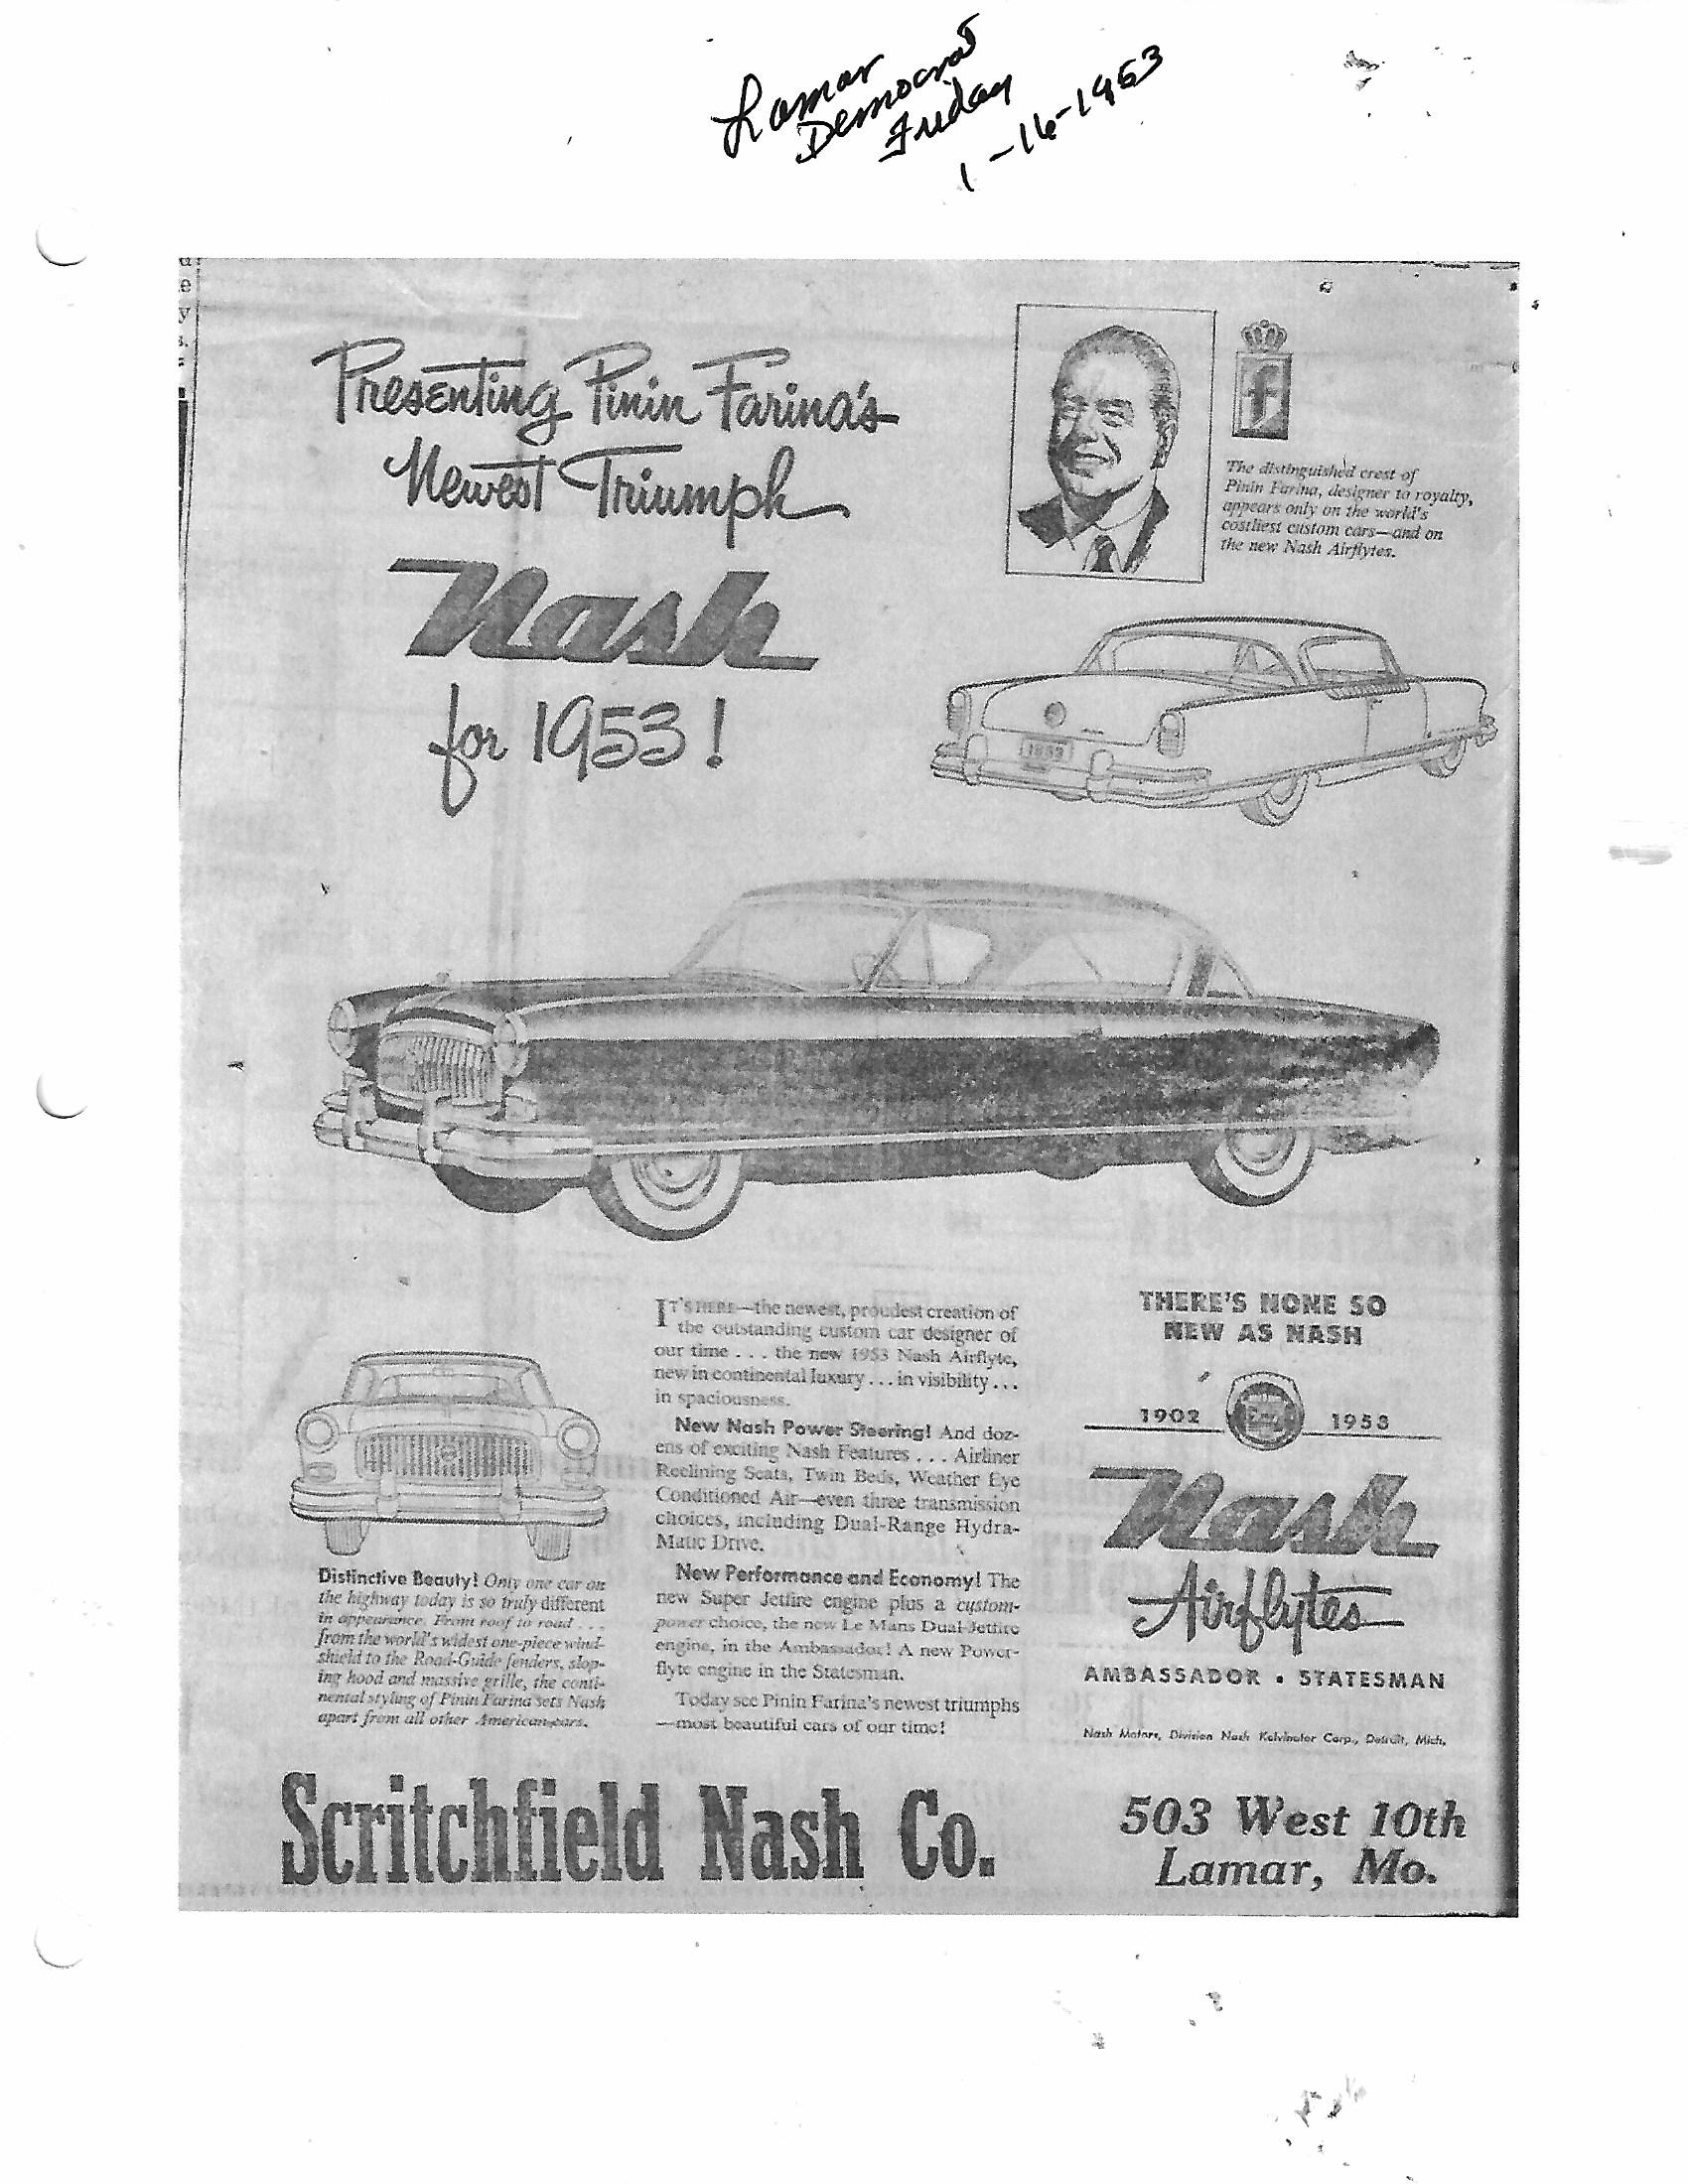 Lamar
Democrat
Friday
1-16-1953
Presenting Pinin Farina's
Newest Triumph
Nash
for 1953!
f
The distinguished crest of
Pinin Farina, designer to royalty,
appears only on the world's
costliest custom cars—and on
the new Nash Airflytes.
1953
IT'S HERE—the newest, proudest creation of
the outstanding custom car designer of
our time . . . the new 1953 Nash Airflyte,
new in continental luxury . . . in visibility . . .
in spaciousness.
New Nash Power Steering! And doz-
ens of exciting Nash Features . . . Airliner
Reclining Seats, Twin Beds, Weather Eye
Conditioned Air—even three transmission
choices, including Dual-Range Hydra-
Matic Drive.
New Performance and Economy! The
new Super Jetfire engine plus a custom-
power choice, the new Le Mans Dual-Jetfire
engine, in the Ambassador! A new Power-
flyte engine in the Statesman.
Today see Pinin Farina's newest triumphs
—most beautiful cars of our time!
Distinctive Beauty! Only one car on
the highway today is so truly different
in appearance. From roof to road . . .
from the world's widest one-piece wind-
shield to the Road-Guide fenders, slop-
ing hood and massive grille, the conti-
nental styling of Pinin Farina sets Nash
apart from all other American cars.
THERE'S NONE SO
NEW AS NASH
1902 1953
Nash
Airflytes
AMBASSADOR • STATESMAN
Nash Motors, Division Nash Kelvinator Corp., Detroit, Mich.
Scritchfield Nash Co.
503 West 10th
Lamar, Mo.